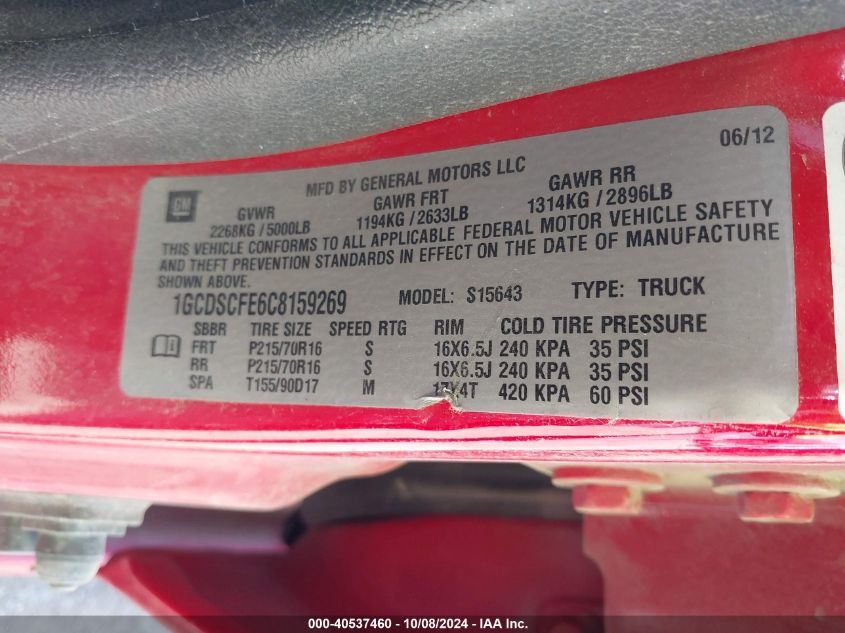 06/12
GM
MFD BY GENERAL MOTORS LLC
GVWR GAWR FRT GAWR RR
2268KG / 5000LB 1194KG / 2633LB 1314KG / 2896LB
THIS VEHICLE CONFORMS TO ALL APPLICABLE FEDERAL MOTOR VEHICLE SAFETY
AND THEFT PREVENTION STANDARDS IN EFFECT ON THE DATE OF MANUFACTURE
SHOWN ABOVE.
1GCDSCFE6C8159269 MODEL: S15643 TYPE: TRUCK
SBBR TIRE SIZE SPEED RTG RIM COLD TIRE PRESSURE
FRT P215/70R16 S 16X6.5J 240 KPA 35 PSI
RR P215/70R16 S 16X6.5J 240 KPA 35 PSI
SPA T155/90D17 M 17X4T 420 KPA 60 PSI
000-40537460 - 10/08/2024 - IAA Inc.